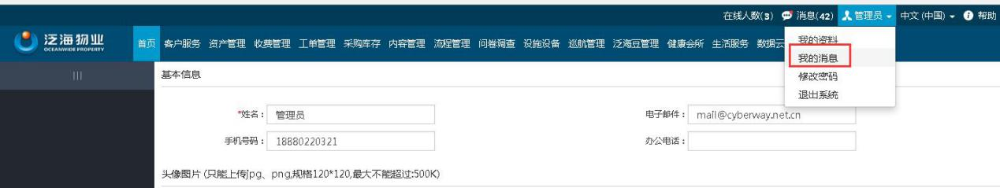 在线人数(3) 消息(42) 管理员 中文(中国) 帮助
泛海物业
OCEANWIDE PROPERTY
首页 客户服务 资产管理 收费管理 工单管理 采购库存 内容管理 流程管理 问卷调查 设施设备 巡航管理 泛海豆管理 健康会所 生活服务 数据云
我的资料
我的消息
修改密码
退出系统
基本信息
*姓名： 管理员 电子邮件： mail@cyberway.net.cn
手机号码： 18880220321 办公电话：
头像图片 (只能上传jpg、png,规格120*120,最大不能超过:500K)